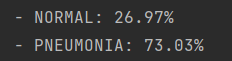 - NORMAL: 26.97%
- PNEUMONIA: 73.03%